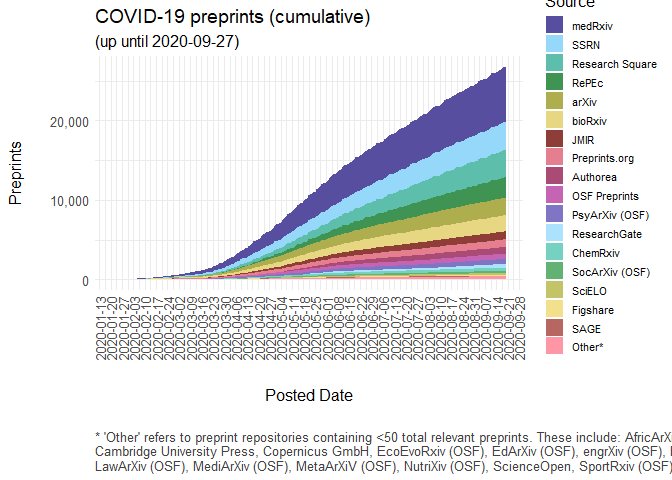 COVID-19 preprints (cumulative)
(up until 2020-09-27)
Source
medRxiv
SSRN
Research Square
RePEc
arXiv
bioRxiv
JMIR
Preprints.org
Authorea
OSF Preprints
PsyArXiv (OSF)
ResearchGate
ChemRxiv
SocArXiv (OSF)
SciELO
Figshare
SAGE
Other*
Preprints
20,000
10,000
0
2020-01-13
2020-01-20
2020-01-27
2020-02-03
2020-02-10
2020-02-17
2020-02-24
2020-03-02
2020-03-09
2020-03-16
2020-03-23
2020-03-30
2020-04-06
2020-04-13
2020-04-20
2020-04-27
2020-05-04
2020-05-11
2020-05-18
2020-05-25
2020-06-01
2020-06-08
2020-06-15
2020-06-22
2020-06-29
2020-07-06
2020-07-13
2020-07-20
2020-07-27
2020-08-03
2020-08-10
2020-08-17
2020-08-24
2020-08-31
2020-09-07
2020-09-14
2020-09-21
2020-09-28
Posted Date
* 'Other' refers to preprint repositories containing <50 total relevant preprints. These include: AfricArXi
Cambridge University Press, Copernicus GmbH, EcoEvoRxiv (OSF), EdArXiv (OSF), engrXiv (OSF),
LawArXiv (OSF), MediArXiv (OSF), MetaArXiV (OSF), NutriXiv (OSF), ScienceOpen, SportRxiv (OSF)